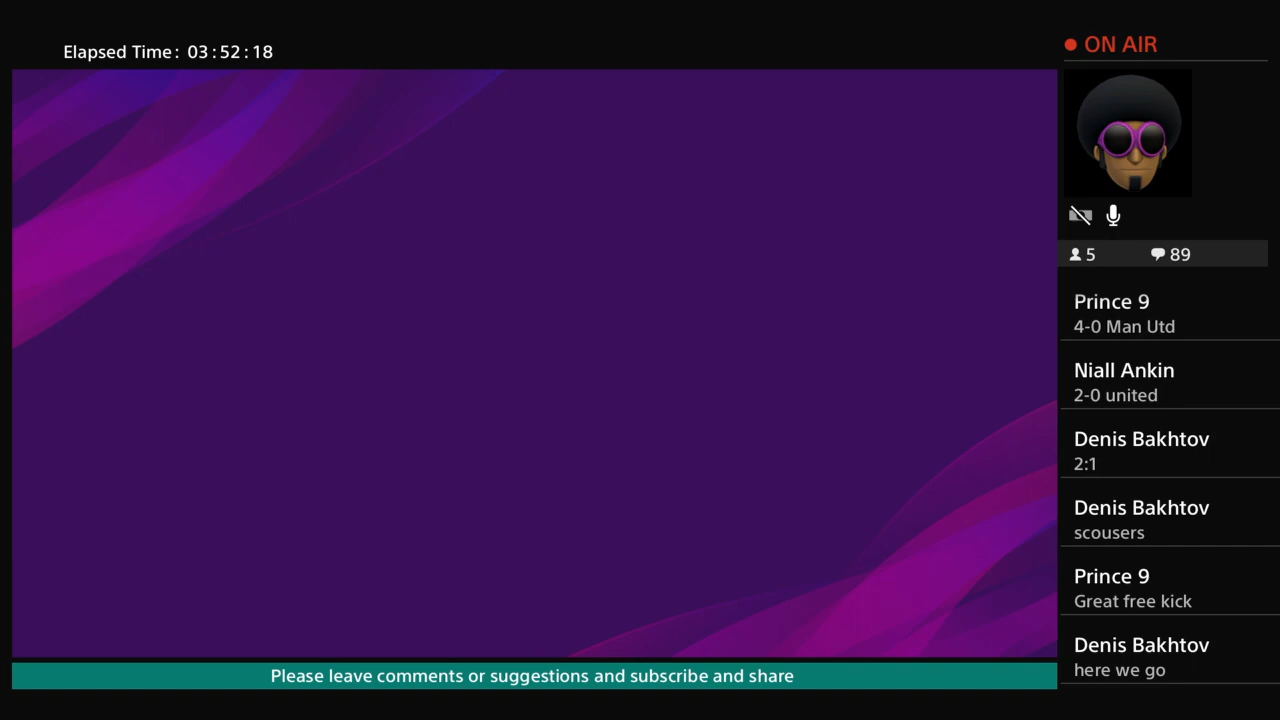 Elapsed Time: 03:52:18
ON AIR
5 89
Prince 9
4-0 Man Utd
Niall Ankin
2-0 united
Denis Bakhtov
2:1
Denis Bakhtov
scousers
Prince 9
Great free kick
Denis Bakhtov
here we go
Please leave comments or suggestions and subscribe and share